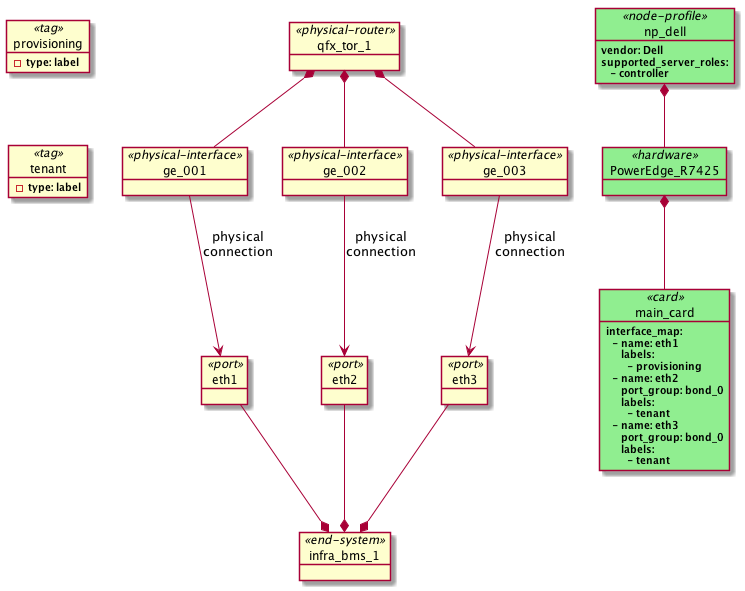 «tag»
provisioning
type: label
«physical-router»
qfx_tor_1
«node-profile»
np_dell
vendor: Dell
supported_server_roles:
- controller
«tag»
tenant
type: label
«physical-interface»
ge_001
«physical-interface»
ge_002
«physical-interface»
ge_003
«hardware»
PowerEdge_R7425
physical
connection
physical
connection
physical
connection
«port»
eth1
«port»
eth2
«port»
eth3
«card»
main_card
interface_map:
- name: eth1
labels:
- provisioning
- name: eth2
port_group: bond_0
labels:
- tenant
- name: eth3
port_group: bond_0
labels:
- tenant
«end-system»
infra_bms_1